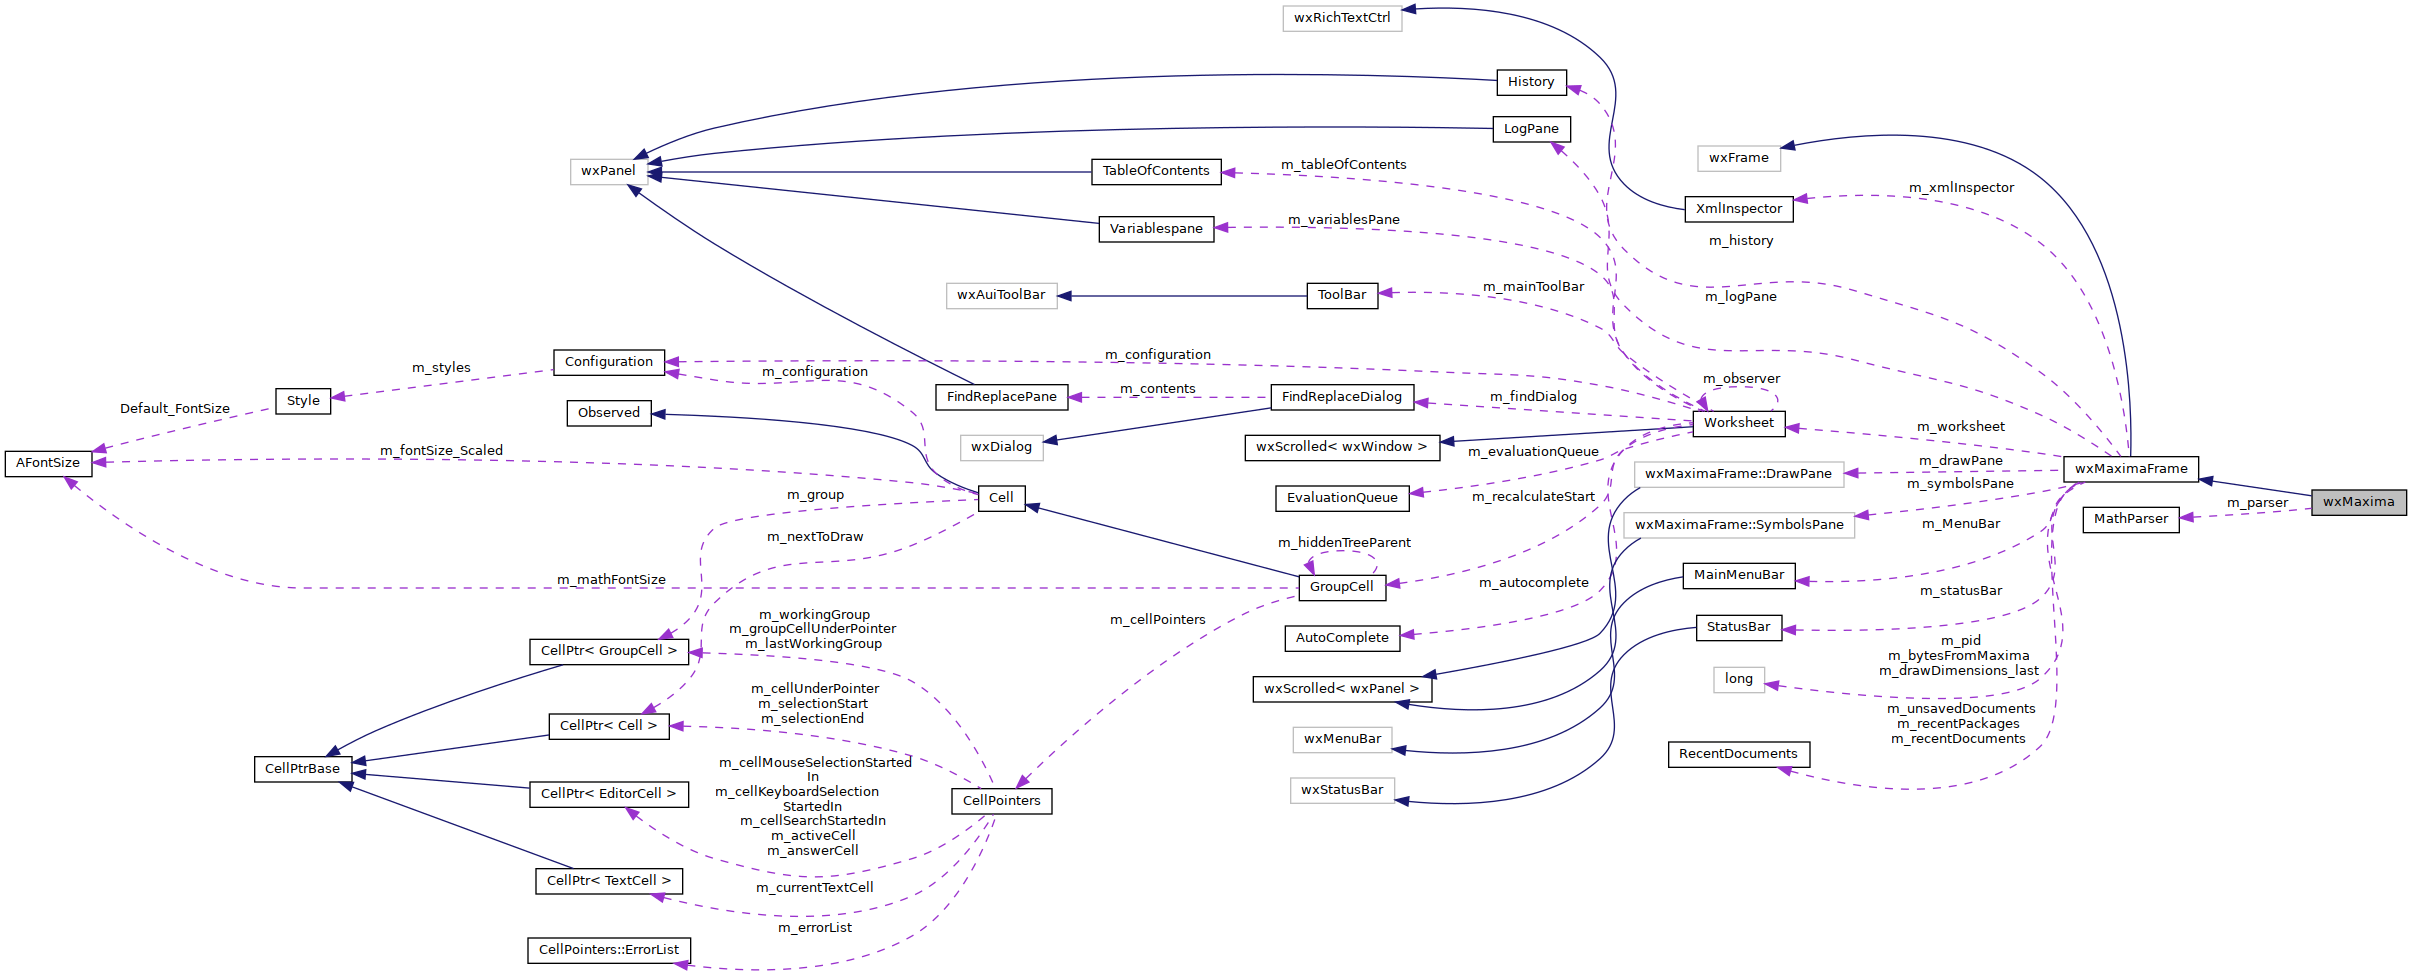 wxRichTextCtrl
History
LogPane
wxFrame
wxPanel
TableOfContents
m_tableOfContents
m_xmlInspector
XmlInspector
m_variablesPane
Variablespane
m_history
wxAuiToolBar
ToolBar
m_mainToolBar
m_logPane
Configuration
m_configuration
m_styles
m_configuration
m_observer
Style
FindReplacePane
m_contents
FindReplaceDialog
m_findDialog
Default_FontSize
Observed
Worksheet
m_worksheet
AFontSize
m_fontSize_Scaled
wxDialog
wxScrolled< wxWindow >
m_evaluationQueue
wxMaximaFrame::DrawPane
m_drawPane
wxMaximaFrame
m_symbolsPane
m_group
Cell
EvaluationQueue
m_recalculateStart
m_parser
wxMaxima
wxMaximaFrame::SymbolsPane
m_MenuBar
MathParser
m_nextToDraw
m_hiddenTreeParent
m_mathFontSize
GroupCell
m_autocomplete
MainMenuBar
m_statusBar
m_workingGroup
m_groupCellUnderPointer
m_lastWorkingGroup
m_cellPointers
AutoComplete
StatusBar
CellPtr< GroupCell >
m_pid
m_bytesFromMaxima
m_drawDimensions_last
long
m_cellUnderPointer
m_selectionStart
m_selectionEnd
wxScrolled< wxPanel >
m_unsavedDocuments
m_recentPackages
m_recentDocuments
CellPtr< Cell >
wxMenuBar
RecentDocuments
CellPtrBase
m_cellMouseSelectionStarted
In
m_cellKeyboardSelection
StartedIn
m_cellSearchStartedIn
m_activeCell
m_answerCell
CellPtr< EditorCell >
CellPointers
wxStatusBar
CellPtr< TextCell >
m_currentTextCell
m_errorList
CellPointers::ErrorList